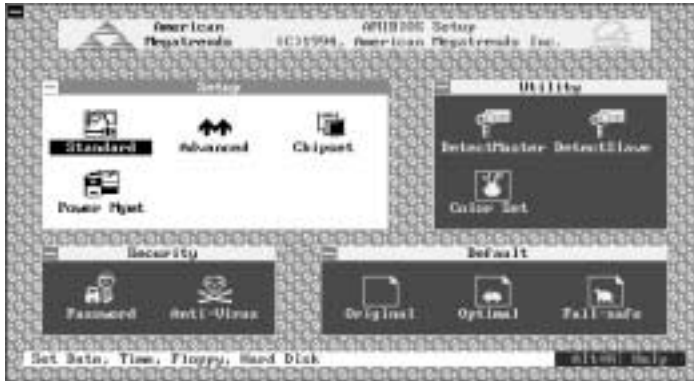 American Megatrends
AMIBIOS Setup
(C)1994, American Megatrends Inc.
Setup
Standard
Advanced
Chipset
Power Mgmt
Utility
DetectMaster
DetectSlave
Color Set
Security
Password
Anti-Virus
Default
Original
Optimal
Fail-safe
Set Date, Time, Floppy, Hard Disk
Alt+H: Help